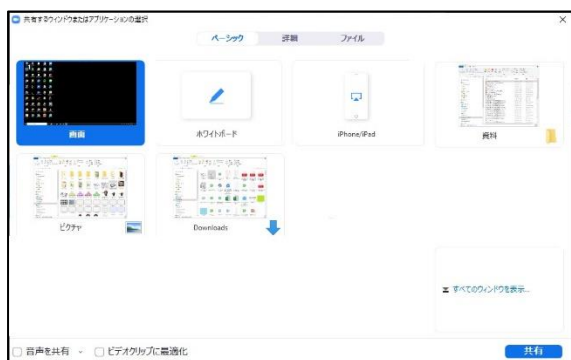 共有するウィンドウまたはアプリケーションの選択
ベーシック 詳細 ファイル
画面 ホワイトボード iPhone/iPad 資料
ピクチャ Downloads
すべてのウィンドウを表示...
音声を共有 ビデオクリップに最適化 共有